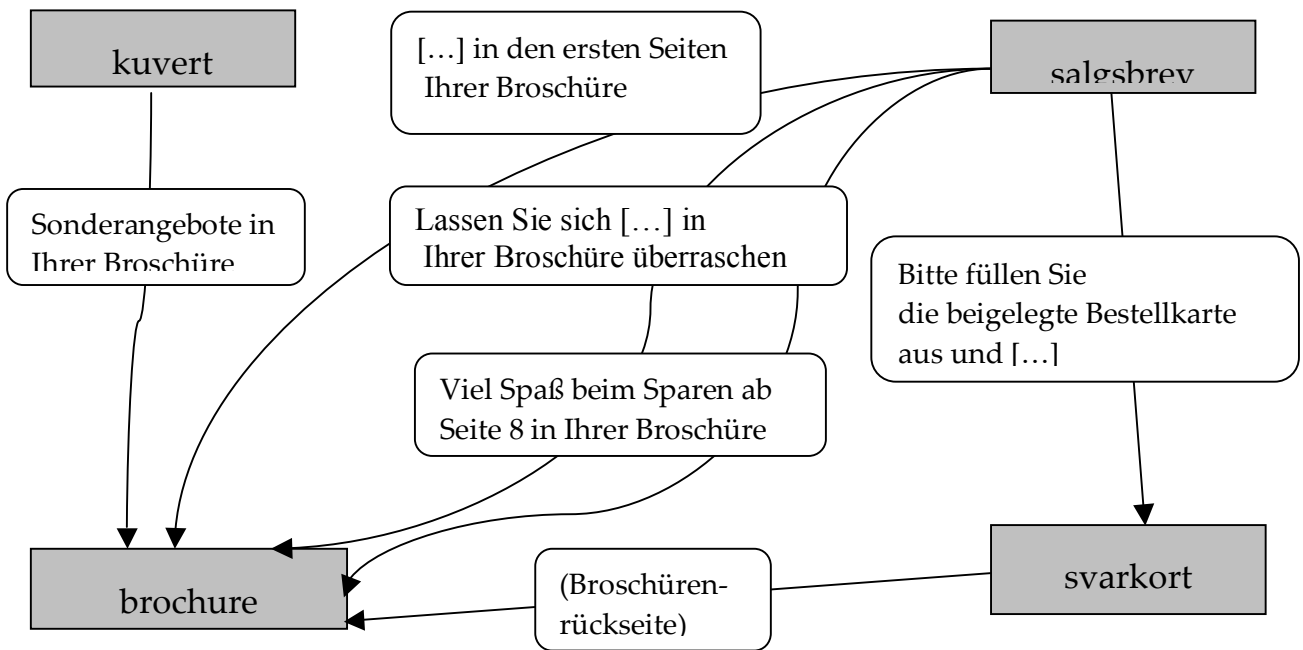 kuvert
[…] in den ersten Seiten
Ihrer Broschüre
salgsbrev
Sonderangebote in
Ihrer Broschüre
Lassen Sie sich […] in
Ihrer Broschüre überraschen
Bitte füllen Sie
die beigelegte Bestellkarte
aus und […]
Viel Spaß beim Sparen ab
Seite 8 in Ihrer Broschüre
brochure
(Broschüren-
rückseite)
svarkort